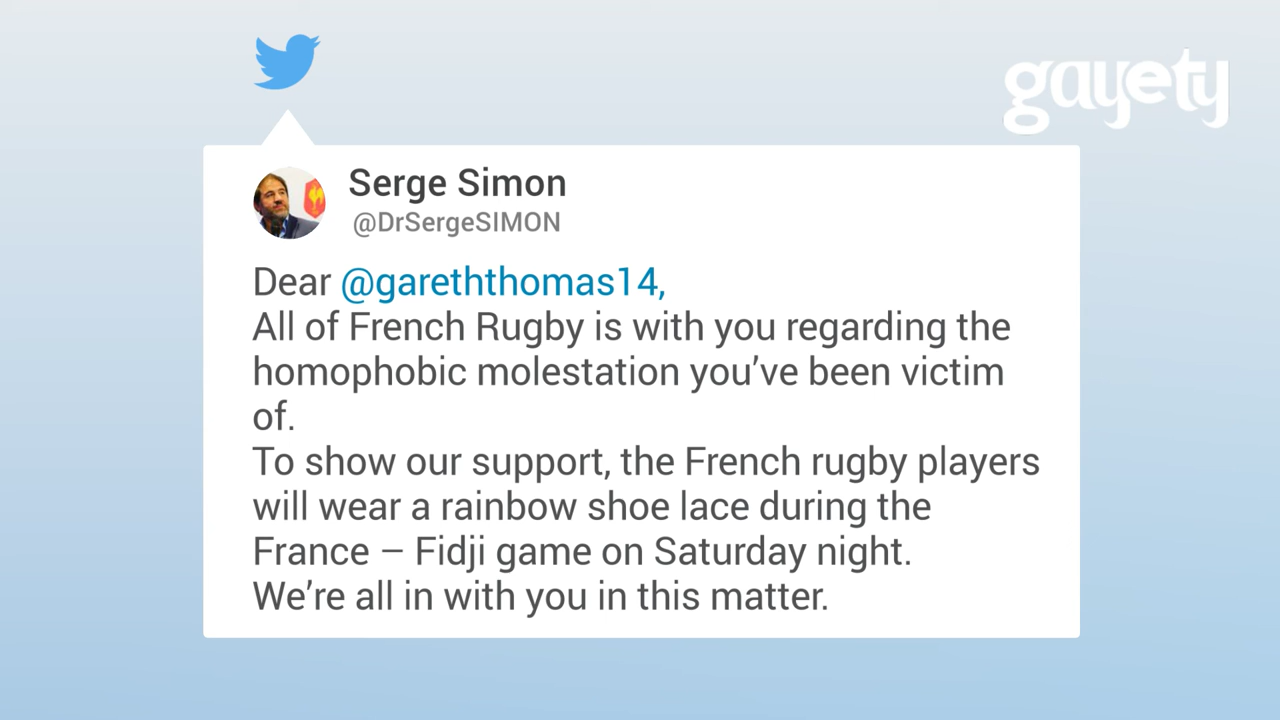 gayety
Serge Simon
@DrSergeSIMON
Dear @gareththomas14,
All of French Rugby is with you regarding the
homophobic molestation you’ve been victim
of.
To show our support, the French rugby players
will wear a rainbow shoe lace during the
France – Fidji game on Saturday night.
We’re all in with you in this matter.